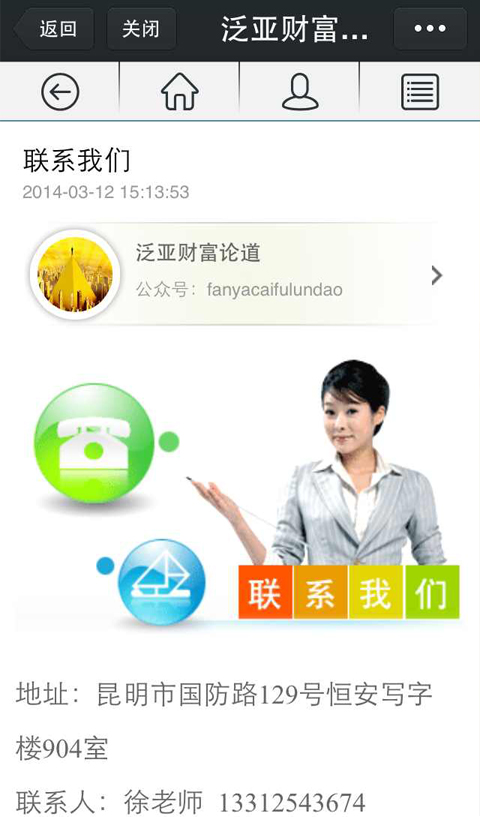 返回
关闭
泛亚财富...
联系我们
2014-03-12 15:13:53
泛亚财富论道
公众号：fanyacaifulundao
联系我们
地址：昆明市国防路129号恒安写字
楼904室
联系人：徐老师 13312543674